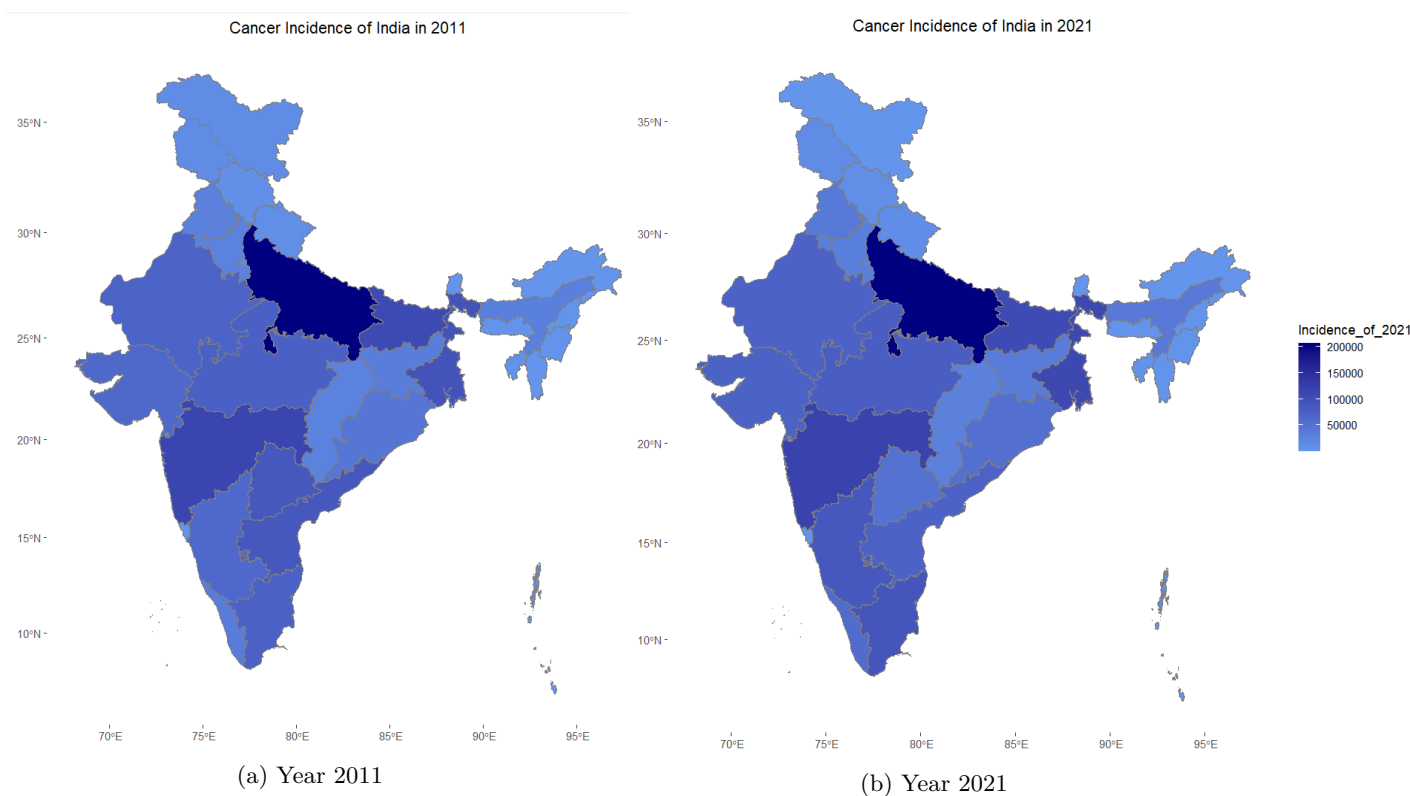 Cancer Incidence of India in 2011
35°N
30°N
25°N
20°N
15°N
10°N
70°E 75°E 80°E 85°E 90°E 95°E
(a) Year 2011
Cancer Incidence of India in 2021
35°N
30°N
25°N
20°N
15°N
10°N
70°E 75°E 80°E 85°E 90°E 95°E
Incidence_of_2021
200000
150000
100000
50000
(b) Year 2021